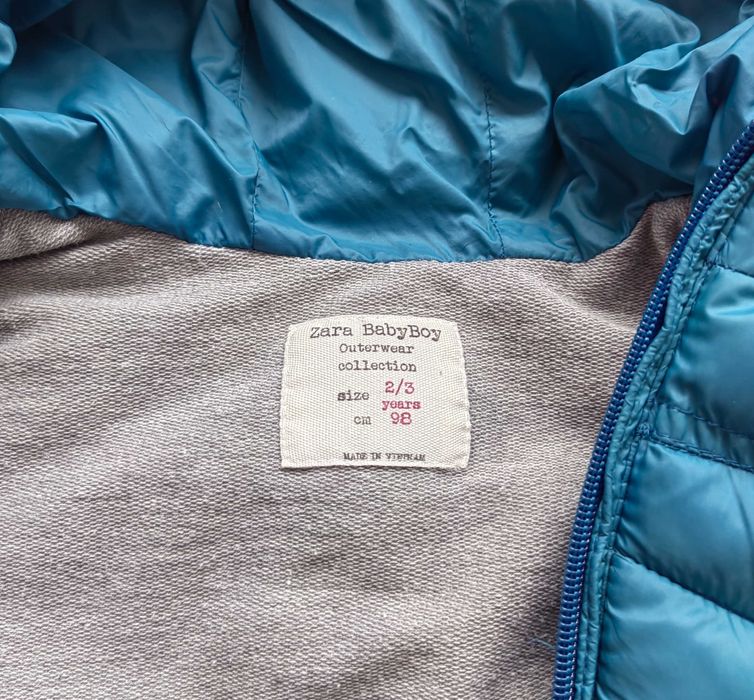 Zara BabyBoy
Outerwear
collection
size 2/3
years
cm 98
MADE IN VIETNAM